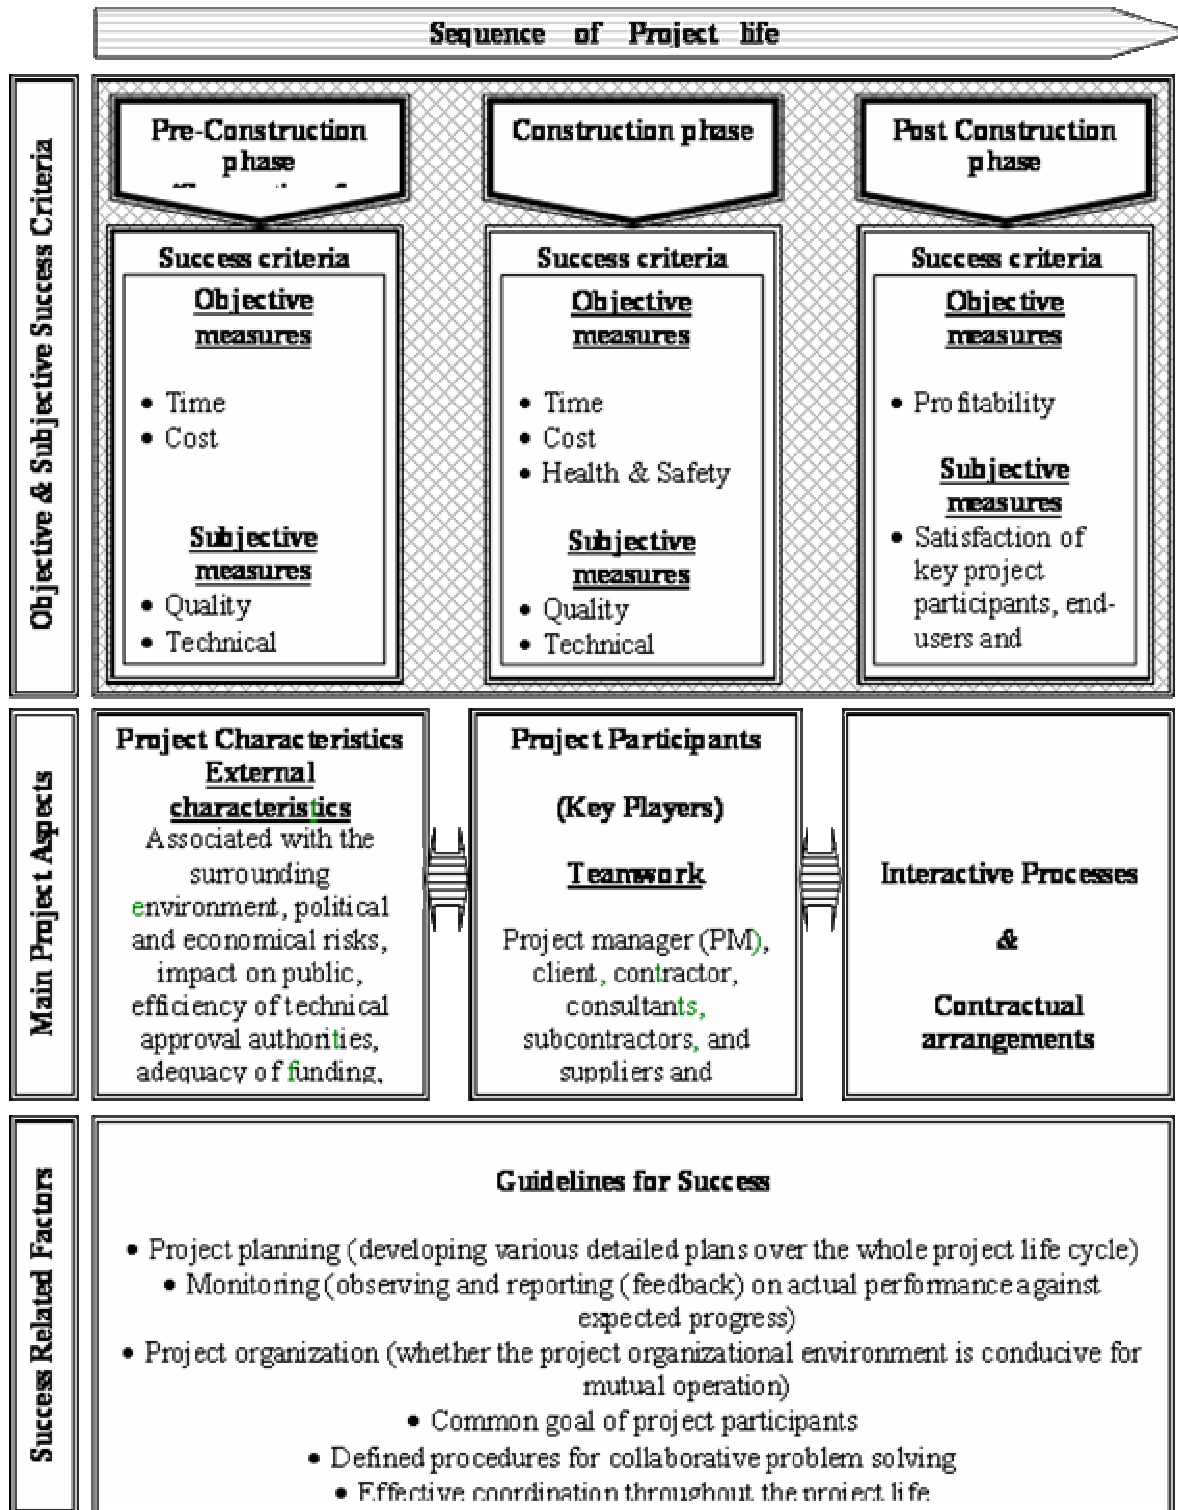 Sequence of Project life
Objective & Subjective Success Criteria
Pre-Construction
phase
Success criteria
Objective
measures
• Time
• Cost
Subjective
measures
• Quality
• Technical
Construction phase
Success criteria
Objective
measures
• Time
• Cost
• Health & Safety
Subjective
measures
• Quality
• Technical
Post Construction
phase
Success criteria
Objective
measures
• Profitability
Subjective
measures
• Satisfaction of
key project
participants, end-
users and
Main Project Aspects
Project Characteristics
External
characteristics
Associated with the
surrounding
environment, political
and economical risks,
impact on public,
efficiency of technical
approval authorities,
adequacy of funding,
Project Participants
(Key Players)
Teamwork
Project manager (PM),
client, contractor,
consultants,
subcontractors, and
suppliers and
Interactive Processes
&
Contractual
arrangements
Success Related Factors
Guidelines for Success
• Project planning (developing various detailed plans over the whole project life cycle)
• Monitoring (observing and reporting (feedback) on actual performance against
expected progress)
• Project organization (whether the project organizational environment is conducive for
mutual operation)
• Common goal of project participants
• Defined procedures for collaborative problem solving
• Effective coordination throughout the project life